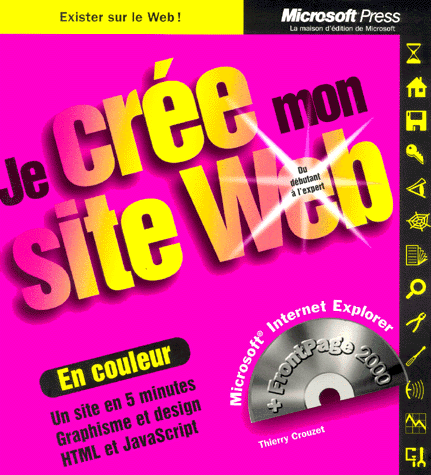 Exister sur le Web !
Microsoft Press
La maison d'édition de Microsoft
Je crée mon
site Web
Du
débutant
à l'expert
En couleur
Un site en 5 minutes
Graphisme et design
HTML et JavaScript
Microsoft® Internet Explorer
+ FrontPage 2000
Thierry Crouzet